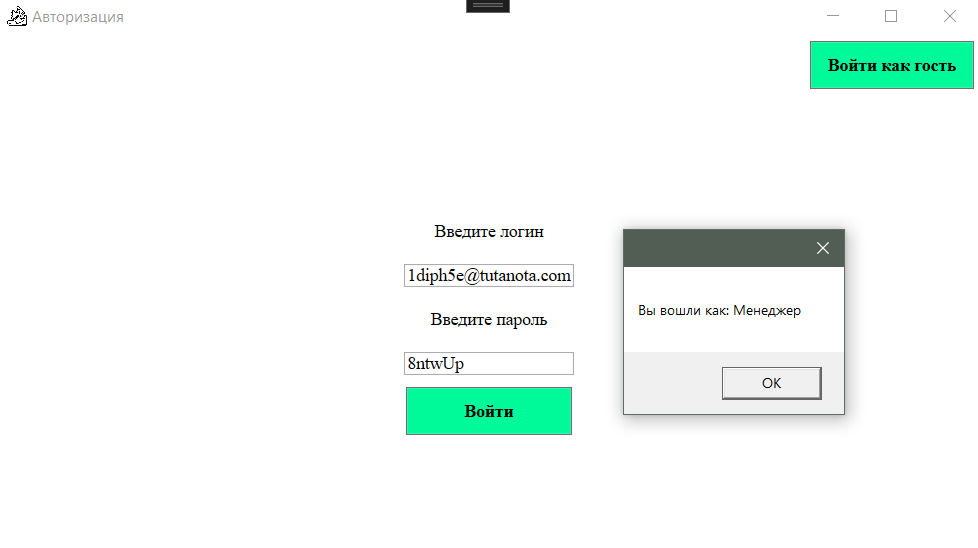 Авторизация
Войти как гость
Введите логин
1diph5e@tutanota.com
Введите пароль
8ntwUp
Войти
Вы вошли как: Менеджер
OK